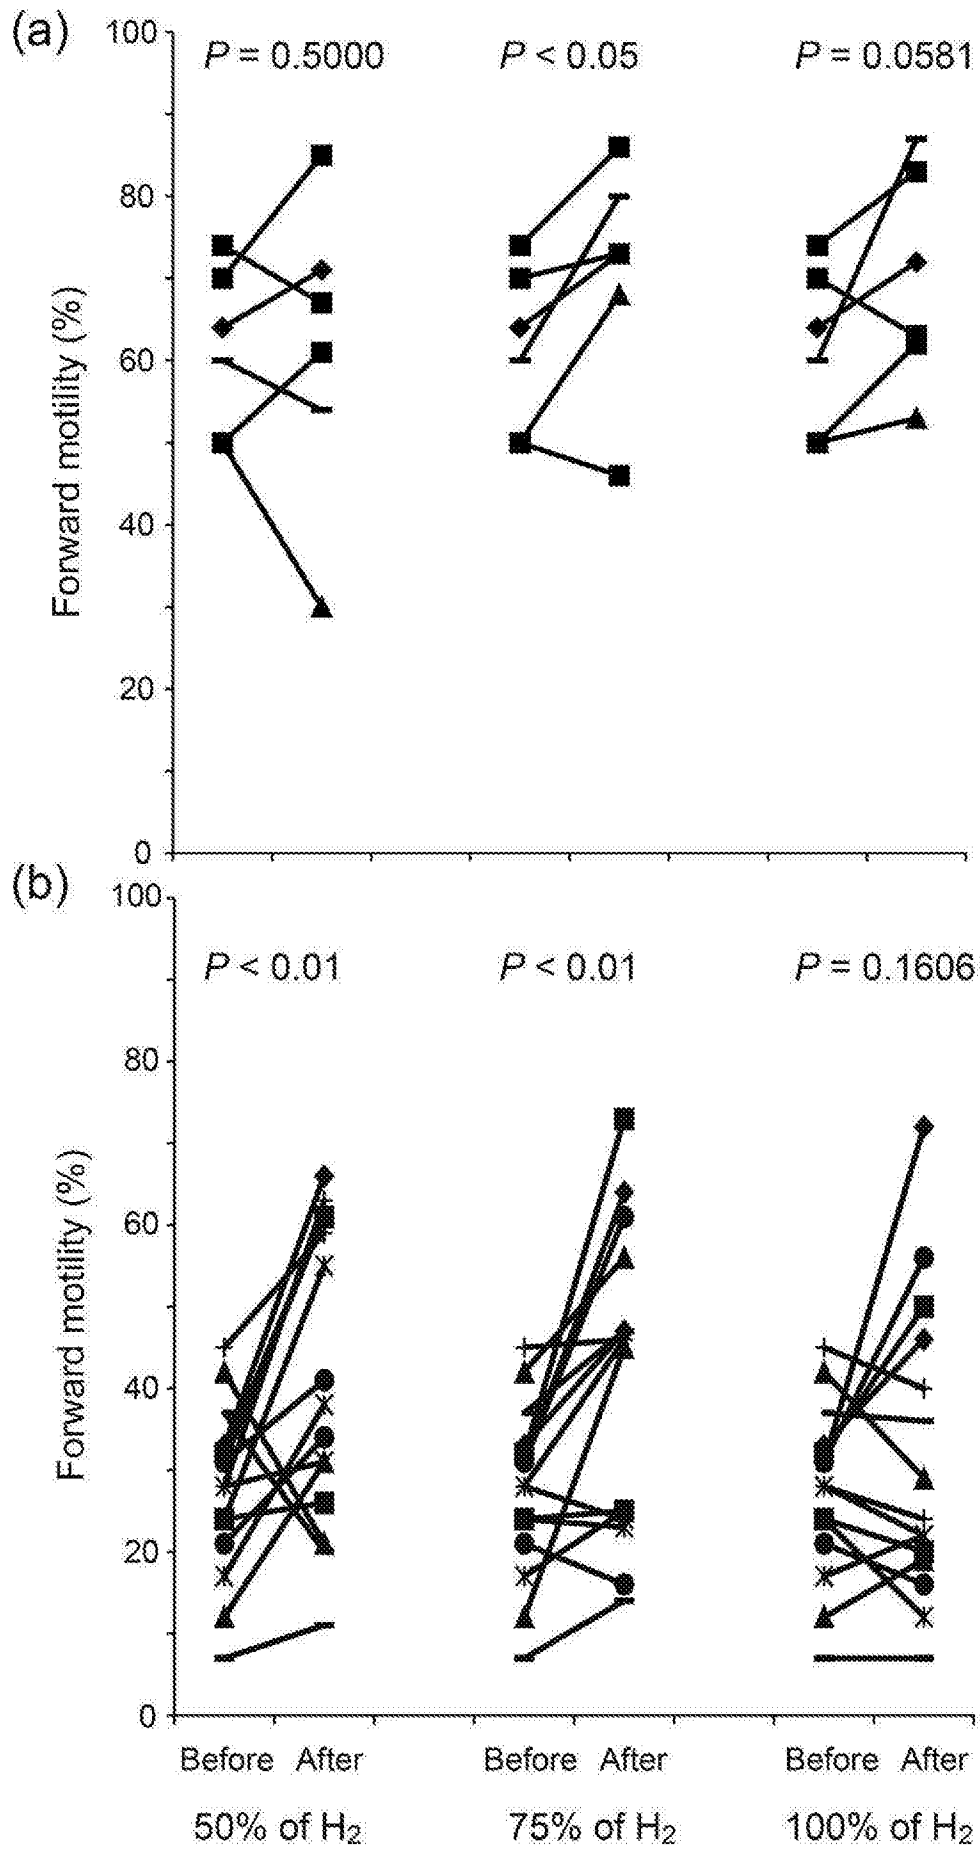 (a)
P = 0.5000 P < 0.05 P = 0.0581
100
80
60
40
20
0
Forward motility (%)
(b)
P < 0.01 P < 0.01 P = 0.1606
100
80
60
40
20
0
Forward motility (%)
Before After Before After Before After
50% of H₂ 75% of H₂ 100% of H₂